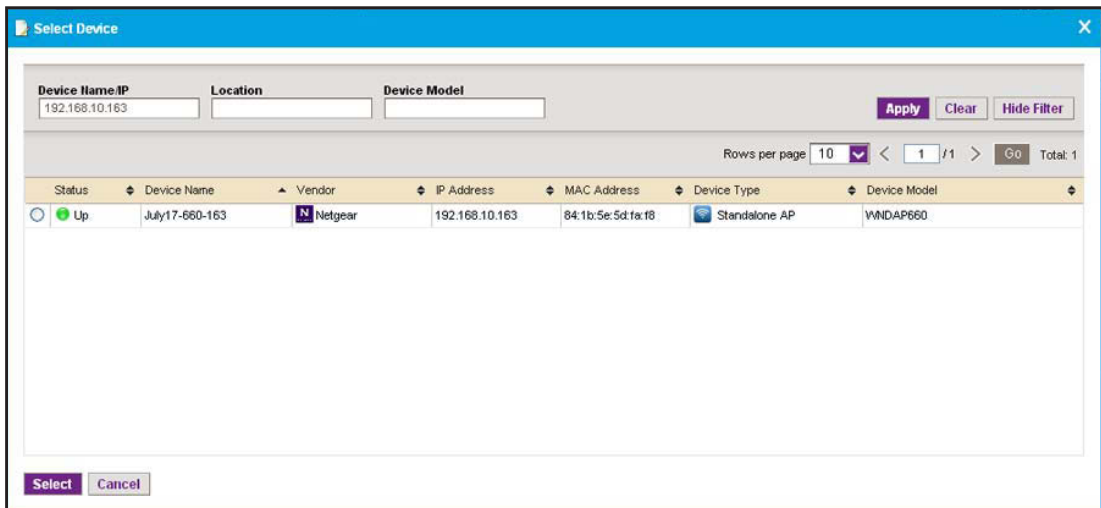 Select Device X
Device Name/IP Location Device Model
192.168.10.163
Apply Clear Hide Filter
Rows per page 10 < 1 /1 > Go Total: 1
Status Device Name Vendor IP Address MAC Address Device Type Device Model
Up July17-660-163 N Netgear 192.168.10.163 84:1b:5e:5d:fa:f8 Standalone AP WNDAP660
Select Cancel